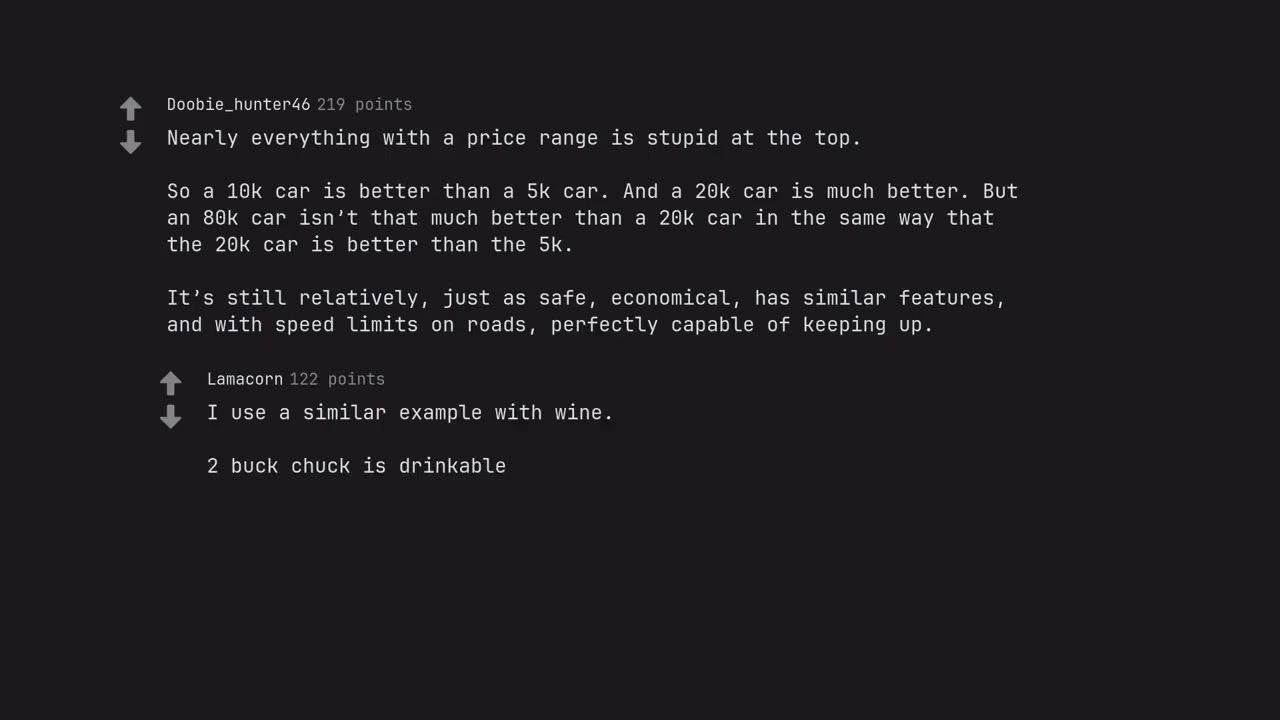 Doobie_hunter46 219 points
Nearly everything with a price range is stupid at the top.
So a 10k car is better than a 5k car. And a 20k car is much better. But
an 80k car isn’t that much better than a 20k car in the same way that
the 20k car is better than the 5k.
It’s still relatively, just as safe, economical, has similar features,
and with speed limits on roads, perfectly capable of keeping up.
Lamacorn 122 points
I use a similar example with wine.
2 buck chuck is drinkable